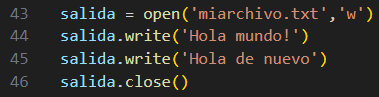 43 salida = open('miarchivo.txt','w')
44 salida.write('Hola mundo!')
45 salida.write('Hola de nuevo')
46 salida.close()